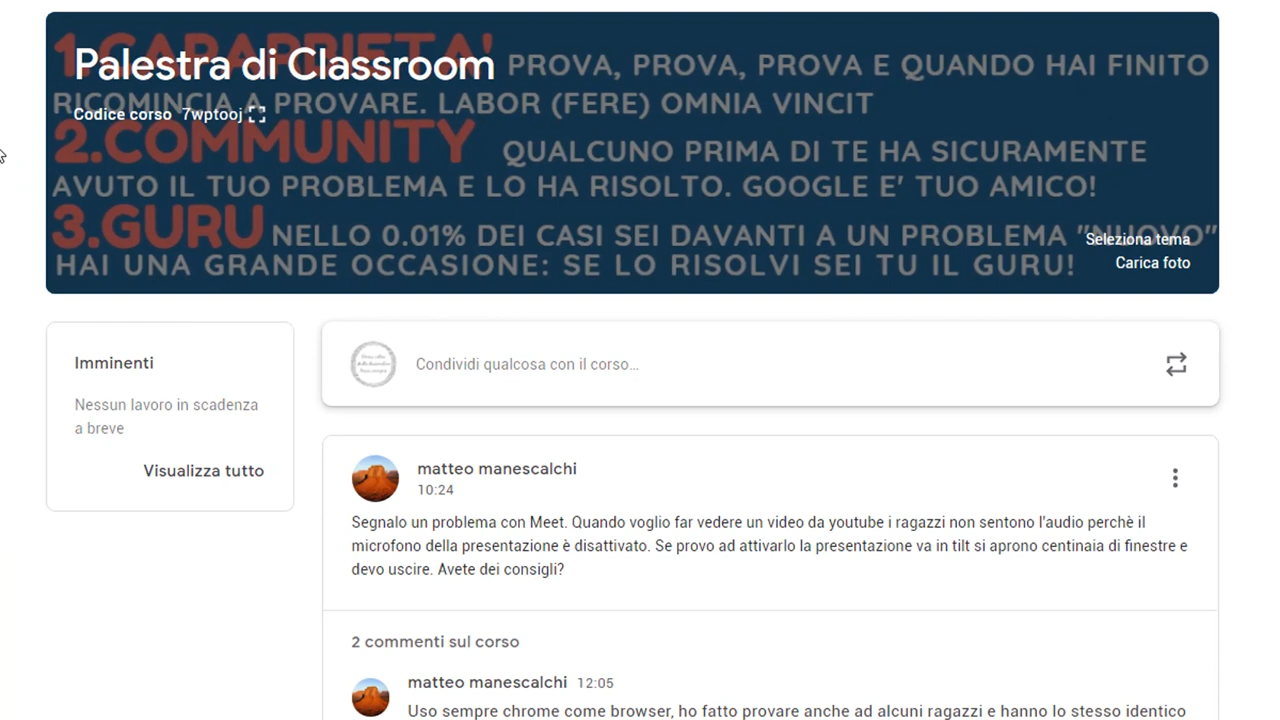 1.CAPARBIETA' PROVA, PROVA, PROVA E QUANDO HAI FINITO
Palestra di Classroom
RICOMINCIA A PROVARE. LABOR (FERE) OMNIA VINCIT
Codice corso 7wptooj
2.COMMUNITY QUALCUNO PRIMA DI TE HA SICURAMENTE
AVUTO IL TUO PROBLEMA E LO HA RISOLTO. GOOGLE E' TUO AMICO!
3.GURU NELLO 0.01% DEI CASI SEI DAVANTI A UN PROBLEMA "NUOVO"
Seleziona tema
HAI UNA GRANDE OCCASIONE: SE LO RISOLVI SEI TU IL GURU!
Carica foto
Imminenti
Nessun lavoro in scadenza
a breve
Visualizza tutto
Condividi qualcosa con il corso...
matteo manescalchi
10:24
Segnalo un problema con Meet. Quando voglio far vedere un video da youtube i ragazzi non sentono l'audio perchè il
microfono della presentazione è disattivato. Se provo ad attivarlo la presentazione va in tilt si aprono centinaia di finestre e
devo uscire. Avete dei consigli?
2 commenti sul corso
matteo manescalchi 12:05
Uso sempre chrome come browser, ho fatto provare anche ad alcuni ragazzi e hanno lo stesso identico